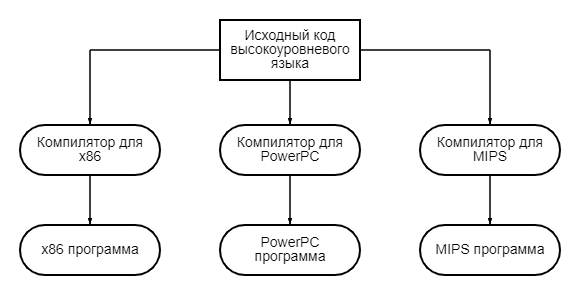 Исходный код
высокоуровневого
языка
Компилятор для
x86
Компилятор для
PowerPC
Компилятор для
MIPS
x86 программа
PowerPC
программа
MIPS программа